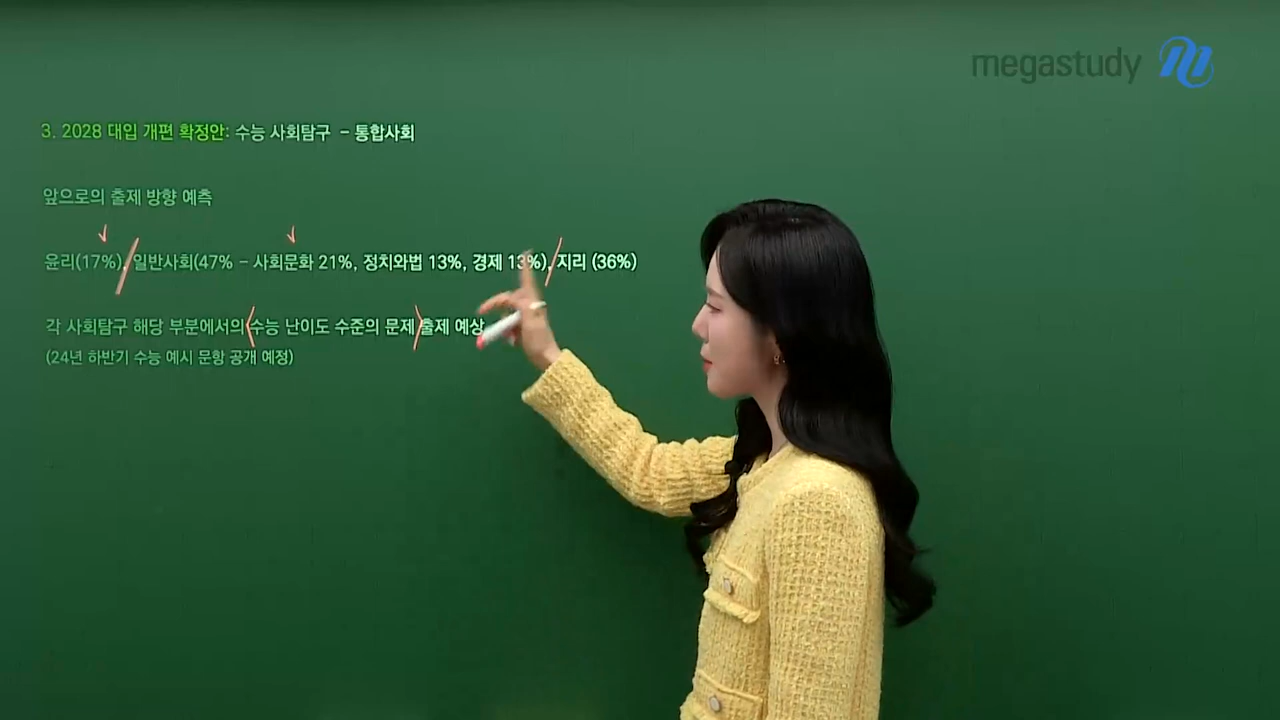 megastudy
3. 2028 대입 개편 확정안: 수능 사회탐구 - 통합사회
앞으로의 출제 방향 예측
윤리(17%), 일반사회(47% - 사회문화 21%, 정치와법 13%, 경제 13%), 지리 (36%)
각 사회탐구 해당 부분에서의 수능 난이도 수준의 문제 출제 예상
(24년 하반기 수능 예시 문항 공개 예정)